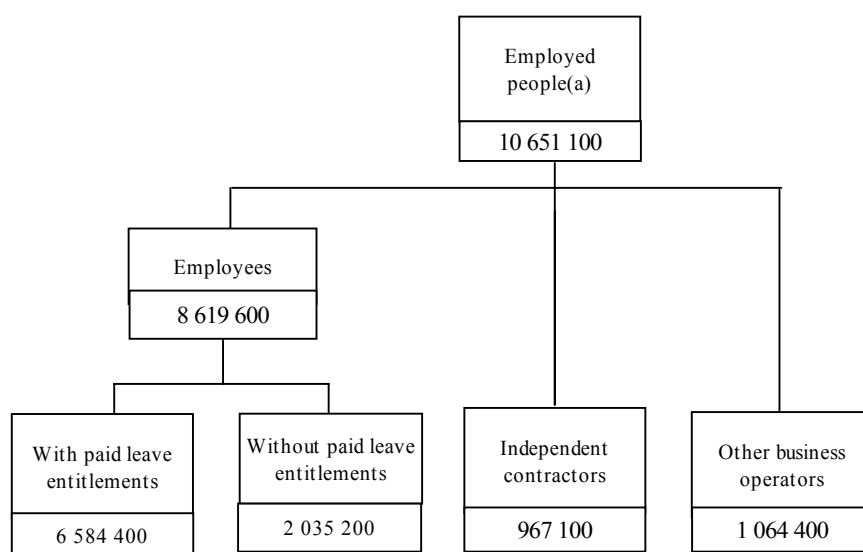 Employed
people(a)
10 651 100
Employees
8 619 600
With paid leave
entitlements
6 584 400
Without paid leave
entitlements
2 035 200
Independent
contractors
967 100
Other business
operators
1 064 400